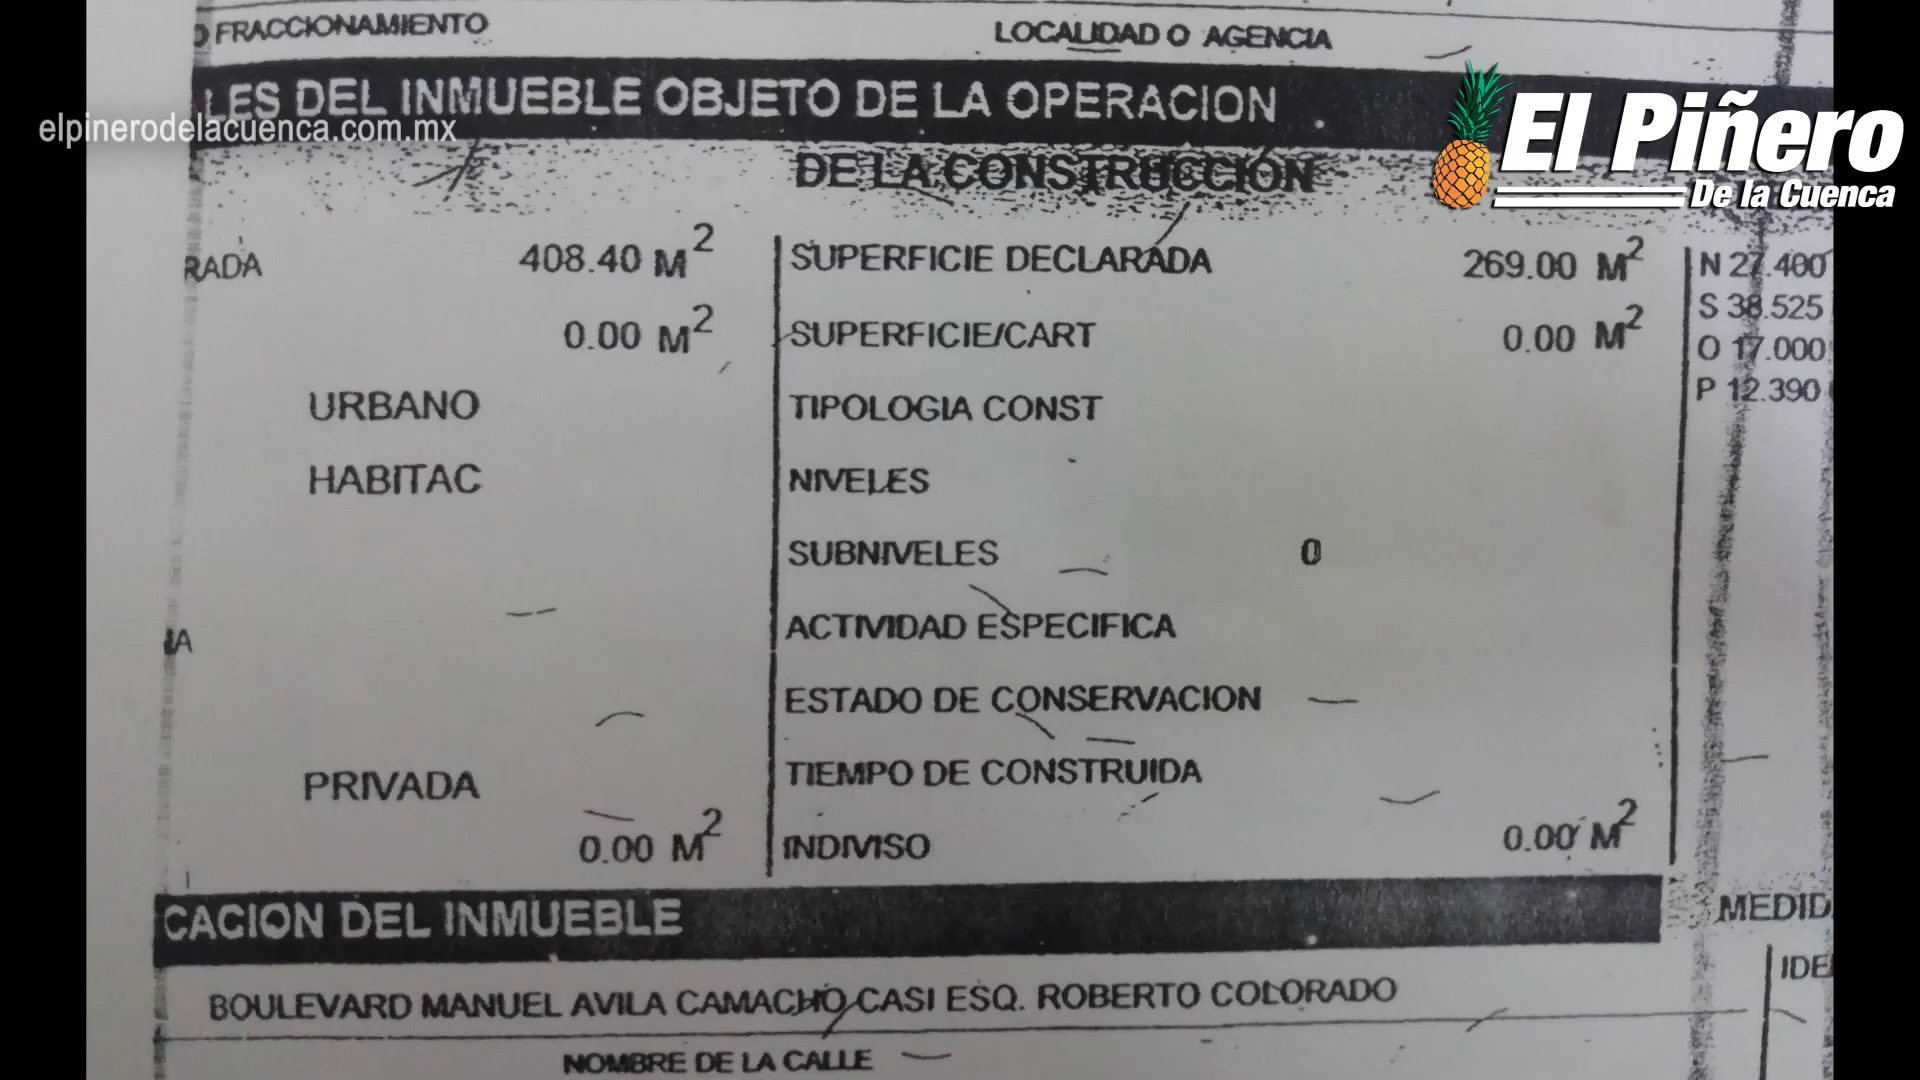 O FRACCIONAMIENTO
LOCALIDAD O AGENCIA
LES DEL INMUEBLE OBJETO DE LA OPERACION
elpinerodelacuenca.com.mx
El Piñero
De la Cuenca
DE LA CONSTRUCCION
RADA 408.40 M2 SUPERFICIE DECLARADA 269.00 M2 N 27.400
S 38.525
0.00 M2 SUPERFICIE/CART 0.00 M2 O 17.000
P 12.390
URBANO TIPOLOGIA CONST
HABITAC NIVELES
SUBNIVELES 0
IA ACTIVIDAD ESPECIFICA
ESTADO DE CONSERVACION
PRIVADA TIEMPO DE CONSTRUIDA
0.00 M2 INDIVISO 0.00 M2
CACION DEL INMUEBLE MEDID
IDE
BOULEVARD MANUEL AVILA CAMACHO CASI ESQ. ROBERTO COLORADO
NOMBRE DE LA CALLE